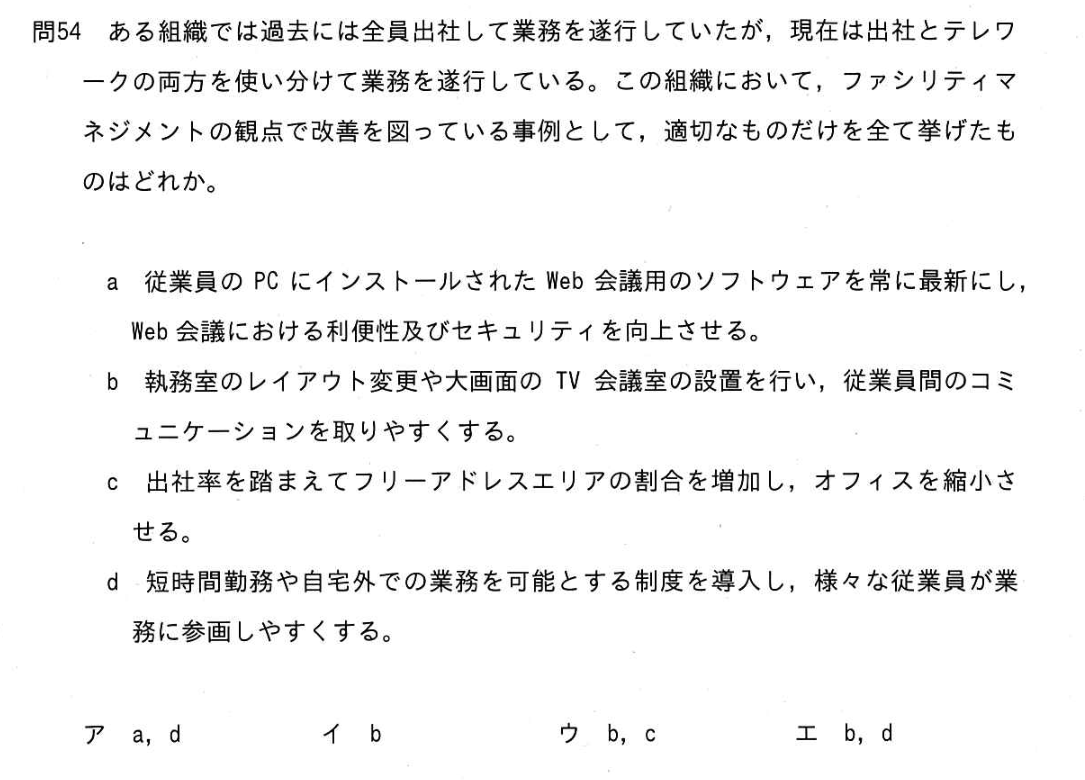 問54 ある組織では過去には全員出社して業務を遂行していたが，現在は出社とテレワ
ークの両方を使い分けて業務を遂行している。この組織において，ファシリティマ
ネジメントの観点で改善を図っている事例として，適切なものだけを全て挙げたも
のはどれか。
a 従業員の PC にインストールされた Web 会議用のソフトウェアを常に最新にし，
Web 会議における利便性及びセキュリティを向上させる。
b 執務室のレイアウト変更や大画面の TV 会議室の設置を行い，従業員間のコミ
ュニケーションを取りやすくする。
c 出社率を踏まえてフリーアドレスエリアの割合を増加し，オフィスを縮小さ
せる。
d 短時間勤務や自宅外での業務を可能とする制度を導入し，様々な従業員が業
務に参画しやすくする。
ア a, d イ b ウ b, c エ b, d